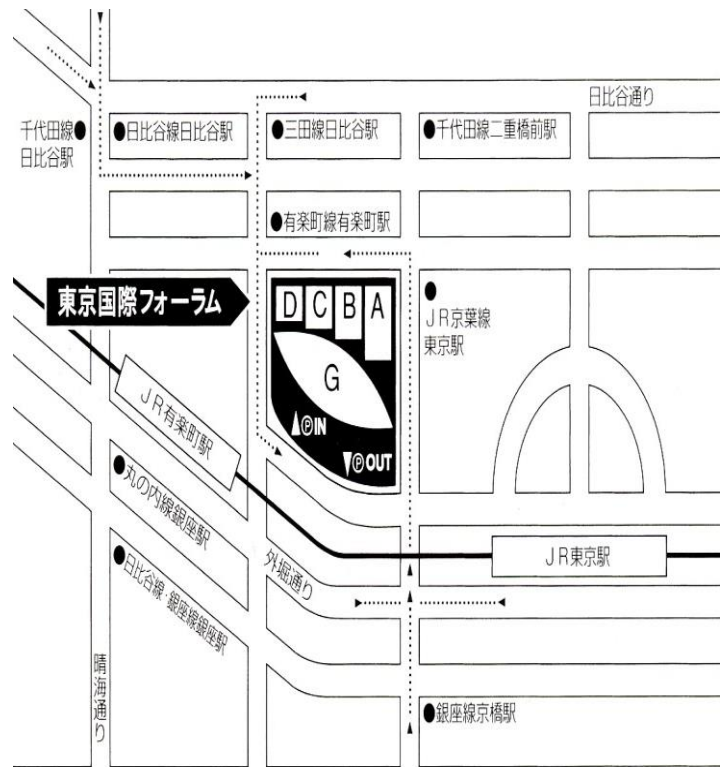 日比谷通り
千代田線
日比谷駅
日比谷線日比谷駅
三田線日比谷駅
千代田線二重橋前駅
有楽町線有楽町駅
東京国際フォーラム
D C B A
G
ⓅIN
ⓅOUT
JR京葉線
東京駅
JR有楽町駅
丸の内線銀座駅
日比谷線・銀座線銀座駅
外堀通り
JR東京駅
晴海通り
銀座線京橋駅